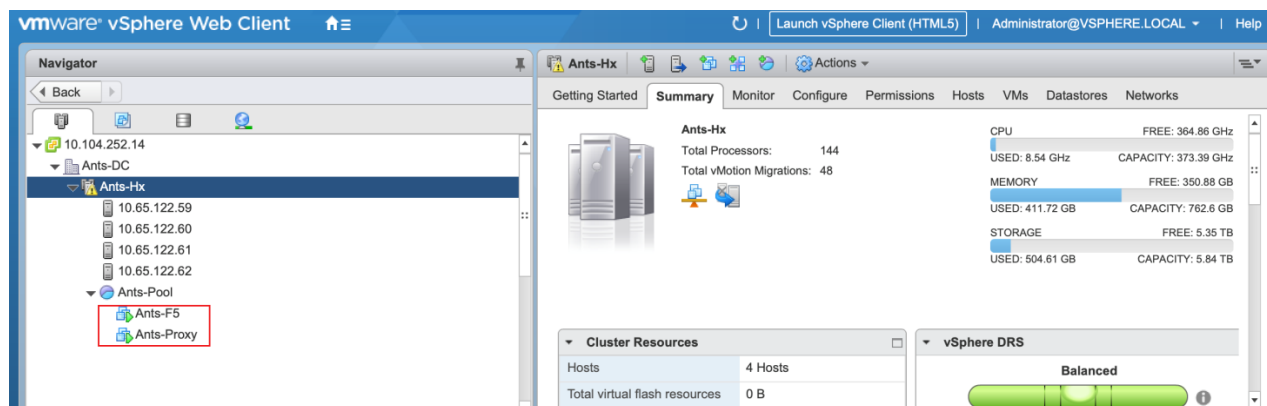 vmware® vSphere Web Client
Launch vSphere Client (HTML5) | Administrator@VSPHERE.LOCAL | Help
Navigator
Back
10.104.252.14
Ants-DC
Ants-Hx
10.65.122.59
10.65.122.60
10.65.122.61
10.65.122.62
Ants-Pool
Ants-F5
Ants-Proxy
Ants-Hx Actions
Getting Started Summary Monitor Configure Permissions Hosts VMs Datastores Networks
Ants-Hx
Total Processors: 144
Total vMotion Migrations: 48
CPU FREE: 364.86 GHz
USED: 8.54 GHz CAPACITY: 373.39 GHz
MEMORY FREE: 350.88 GB
USED: 411.72 GB CAPACITY: 762.6 GB
STORAGE FREE: 5.35 TB
USED: 504.61 GB CAPACITY: 5.84 TB
Cluster Resources
Hosts 4 Hosts
Total virtual flash resources 0 B
vSphere DRS
Balanced